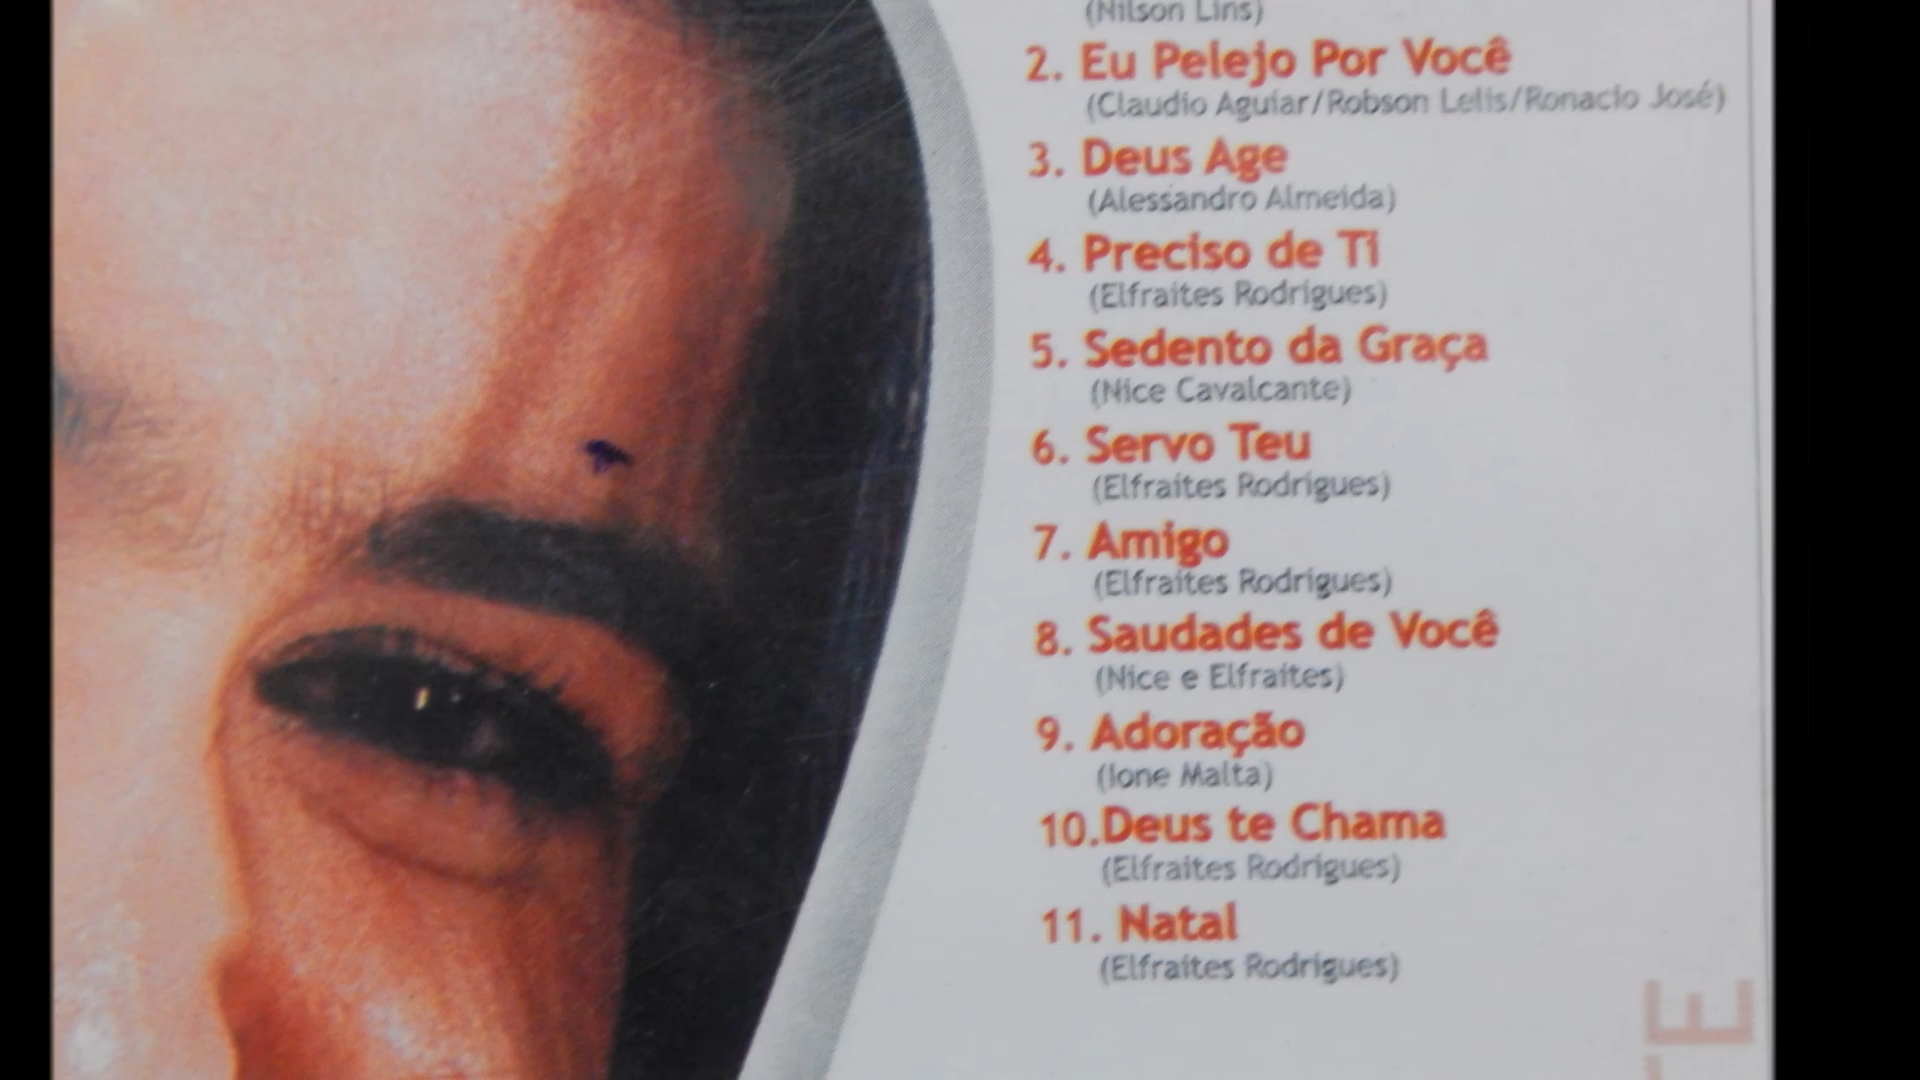 (Nilson Lins)
2. Eu Pelejo Por Você
(Claudio Aguiar/Robson Lelis/Ronacio José)
3. Deus Age
(Alessandro Almeida)
4. Preciso de Ti
(Elfraites Rodrigues)
5. Sedento da Graça
(Nice Cavalcante)
6. Servo Teu
(Elfraites Rodrigues)
7. Amigo
(Elfraites Rodrigues)
8. Saudades de Você
(Nice e Elfraites)
9. Adoração
(Ione Malta)
10.Deus te Chama
(Elfraites Rodrigues)
11. Natal
(Elfraites Rodrigues)